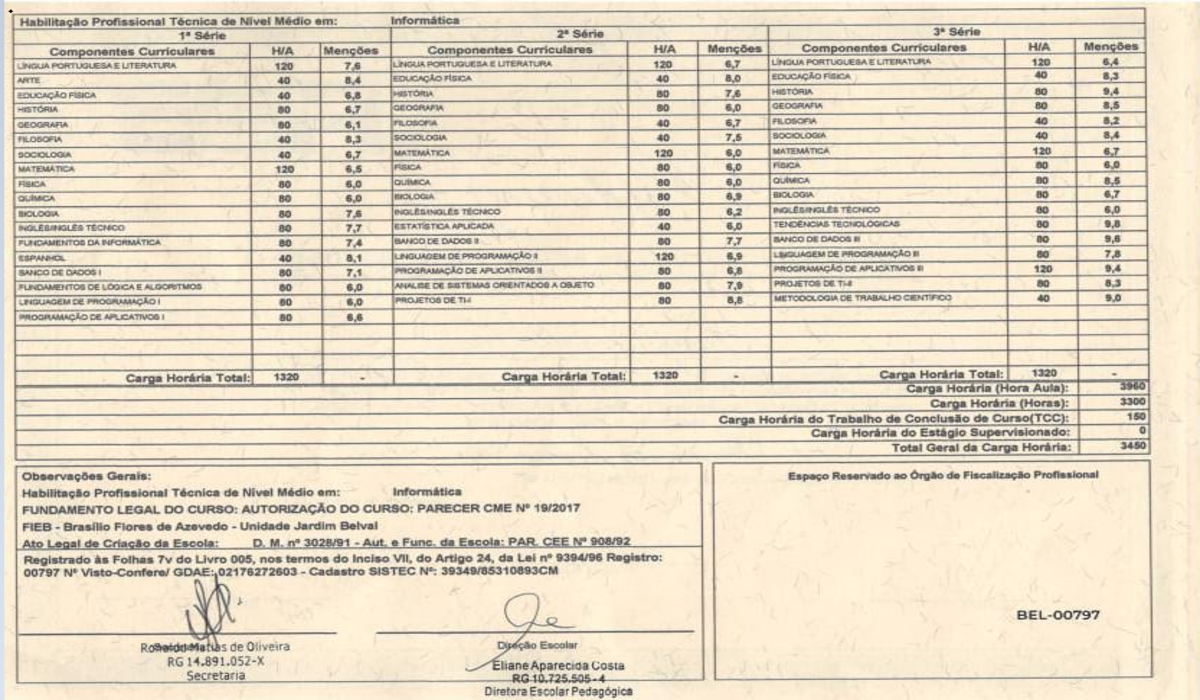 Habilitação Profissional Técnica de Nível Médio em: Informática
1ª Série 2ª Série 3ª Série
Componentes Curriculares H/A Menções Componentes Curriculares H/A Menções Componentes Curriculares H/A Menções
LÍNGUA PORTUGUESA E LITERATURA 120 7,6 LÍNGUA PORTUGUESA E LITERATURA 120 6,7 LÍNGUA PORTUGUESA E LITERATURA 120 6,4
ARTE 40 8,4 EDUCAÇÃO FÍSICA 40 8,0 EDUCAÇÃO FÍSICA 40 8,3
EDUCAÇÃO FÍSICA 40 6,8 HISTÓRIA 80 7,6 HISTÓRIA 80 9,4
HISTÓRIA 80 6,7 GEOGRAFIA 80 6,0 GEOGRAFIA 80 8,5
GEOGRAFIA 80 6,1 FILOSOFIA 40 6,7 FILOSOFIA 40 8,2
FILOSOFIA 40 8,3 SOCIOLOGIA 40 7,5 SOCIOLOGIA 40 8,4
SOCIOLOGIA 40 6,7 MATEMÁTICA 120 6,0 MATEMÁTICA 120 6,7
MATEMÁTICA 120 6,5 FÍSICA 80 6,0 FÍSICA 80 6,0
FÍSICA 80 6,0 QUÍMICA 80 6,0 QUÍMICA 80 8,5
QUÍMICA 80 6,0 BIOLOGIA 80 6,9 BIOLOGIA 80 6,7
BIOLOGIA 80 7,6 INGLÊS/INGLÊS TÉCNICO 80 6,2 INGLÊS/INGLÊS TÉCNICO 80 6,0
INGLÊS/INGLÊS TÉCNICO 80 7,7 ESTATÍSTICA APLICADA 40 6,0 TENDÊNCIAS TECNOLÓGICAS 80 9,8
FUNDAMENTOS DA INFORMÁTICA 80 7,4 BANCO DE DADOS II 80 7,7 BANCO DE DADOS III 80 9,6
ESPANHOL 40 8,1 LINGUAGEM DE PROGRAMAÇÃO II 120 6,9 LINGUAGEM DE PROGRAMAÇÃO III 80 7,8
BANCO DE DADOS I 80 7,1 PROGRAMAÇÃO DE APLICATIVOS II 80 6,8 PROGRAMAÇÃO DE APLICATIVOS III 120 9,4
FUNDAMENTOS DE LÓGICA E ALGORITMOS 80 6,0 ANALISE DE SISTEMAS ORIENTADOS A OBJETO 80 7,9 PROJETOS DE TI-II 80 8,3
LINGUAGEM DE PROGRAMAÇÃO I 80 6,0 PROJETOS DE TI-I 80 8,8 METODOLOGIA DE TRABALHO CIENTÍFICO 40 9,0
PROGRAMAÇÃO DE APLICATIVOS I 80 6,6
Carga Horária Total: 1320 - Carga Horária Total: 1320 - Carga Horária Total: 1320 -
Carga Horária (Hora Aula): 3960
Carga Horária (Horas): 3300
Carga Horária do Trabalho de Conclusão de Curso(TCC): 150
Carga Horária do Estágio Supervisionado: 0
Total Geral da Carga Horária: 3450
Observações Gerais:
Habilitação Profissional Técnica de Nível Médio em: Informática
FUNDAMENTO LEGAL DO CURSO: AUTORIZAÇÃO DO CURSO: PARECER CME Nº 19/2017
FIEB - Brasílio Flores de Azevedo - Unidade Jardim Belval
Ato Legal de Criação da Escola: D. M. nº 3028/91 - Aut. e Func. da Escola: PAR. CEE Nº 908/92
Registrado às Folhas 7v do Livro 005, nos termos do Inciso VII, do Artigo 24, da Lei nº 9394/96 Registro:
00797 Nº Visto-Confere/ GDAE: 02176272603 - Cadastro SISTEC Nº: 39349/85310893CM
Espaço Reservado ao Órgão de Fiscalização Profissional
BEL-00797
Matias de Oliveira
RG 14.891.052-X
Secretaria
Direção Escolar
Eliane Aparecida Costa
RG 10.725.505-4
Diretora Escolar Pedagógica